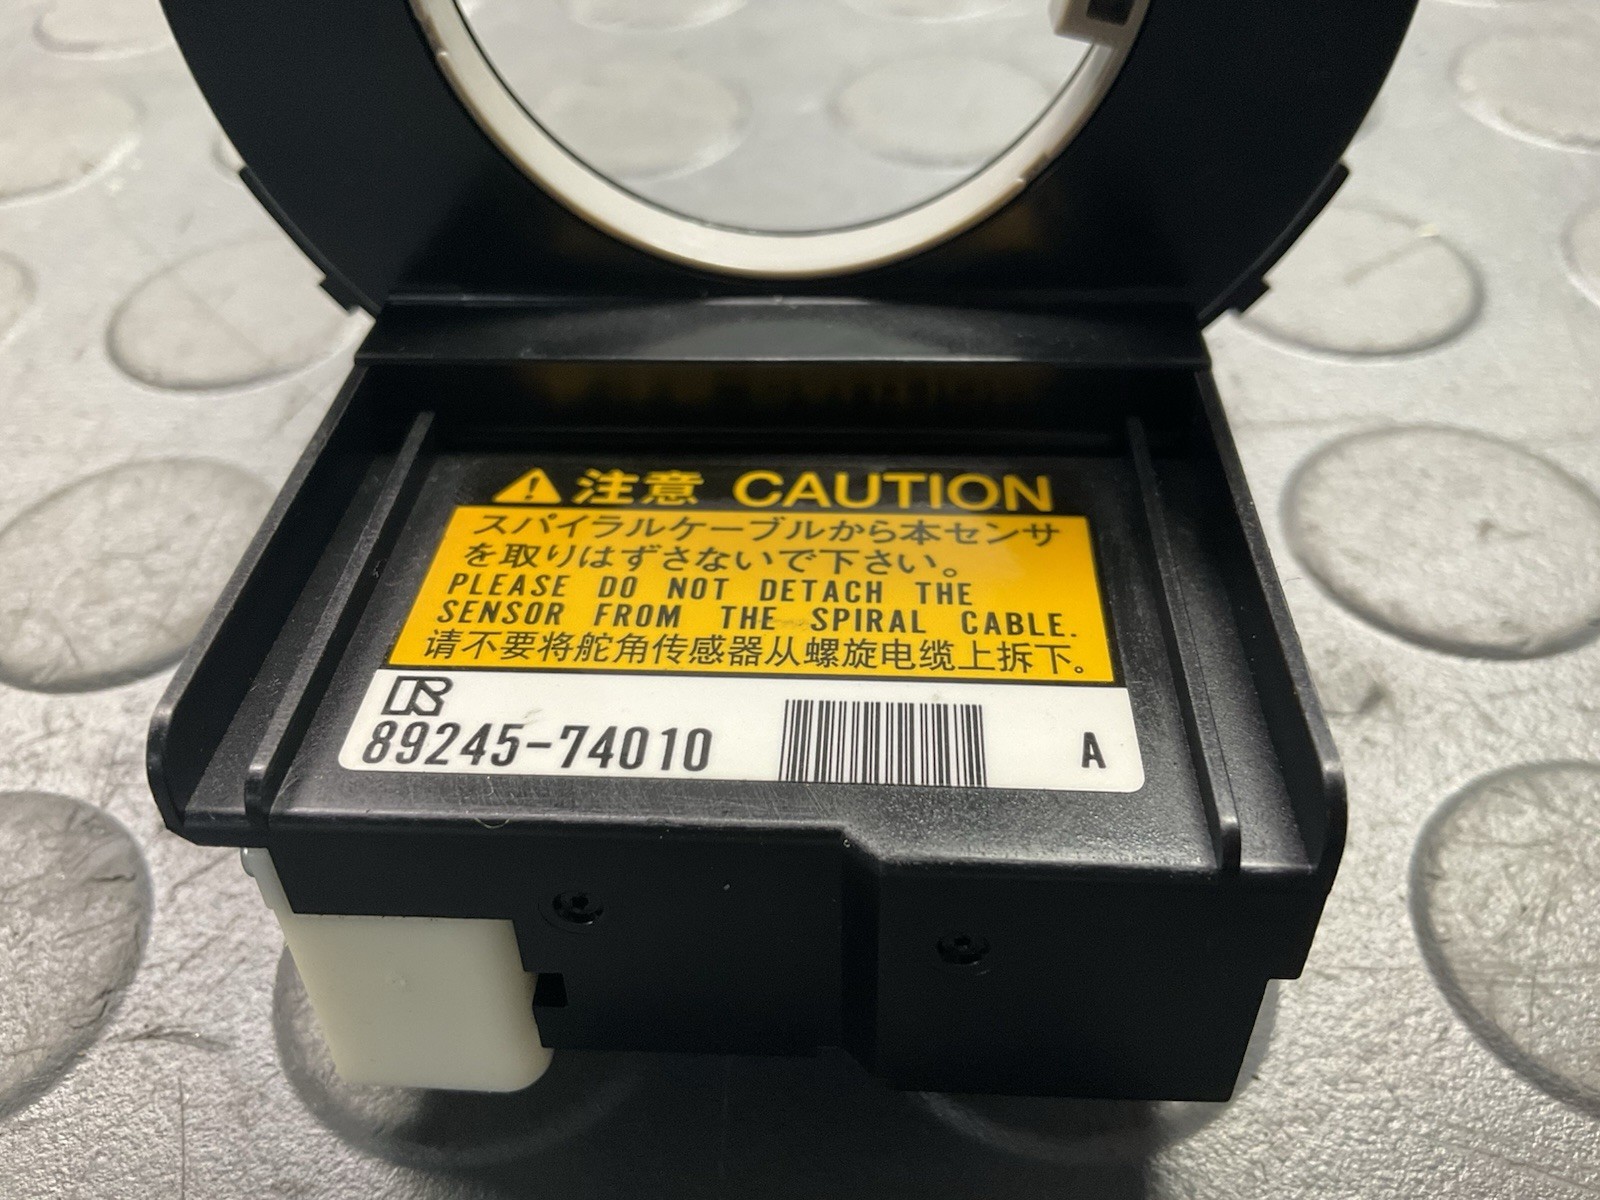 注意 CAUTION
スパイラルケーブルから本センサ
を取りはずさないで下さい。
PLEASE DO NOT DETACH THE
SENSOR FROM THE SPIRAL CABLE.
请不要将舵角传感器从螺旋电缆上拆下。
89245-74010
A